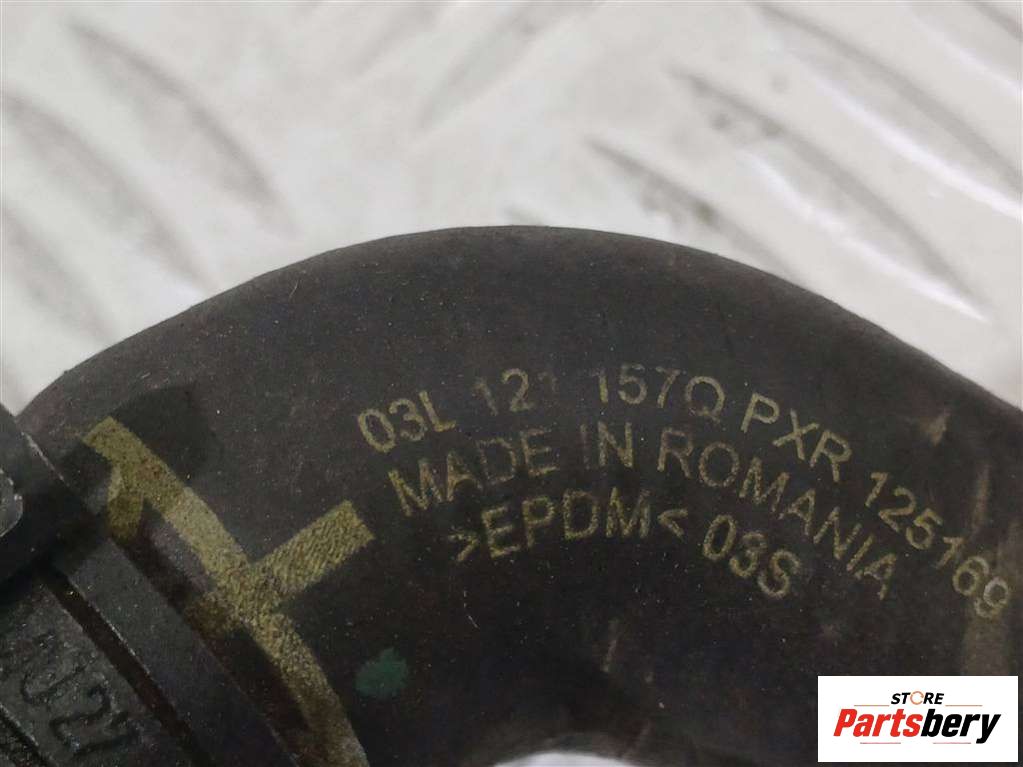 03L 121 157Q PXR 125169
MADE IN ROMANIA
>EPDM< 03S
STORE
Partsbery